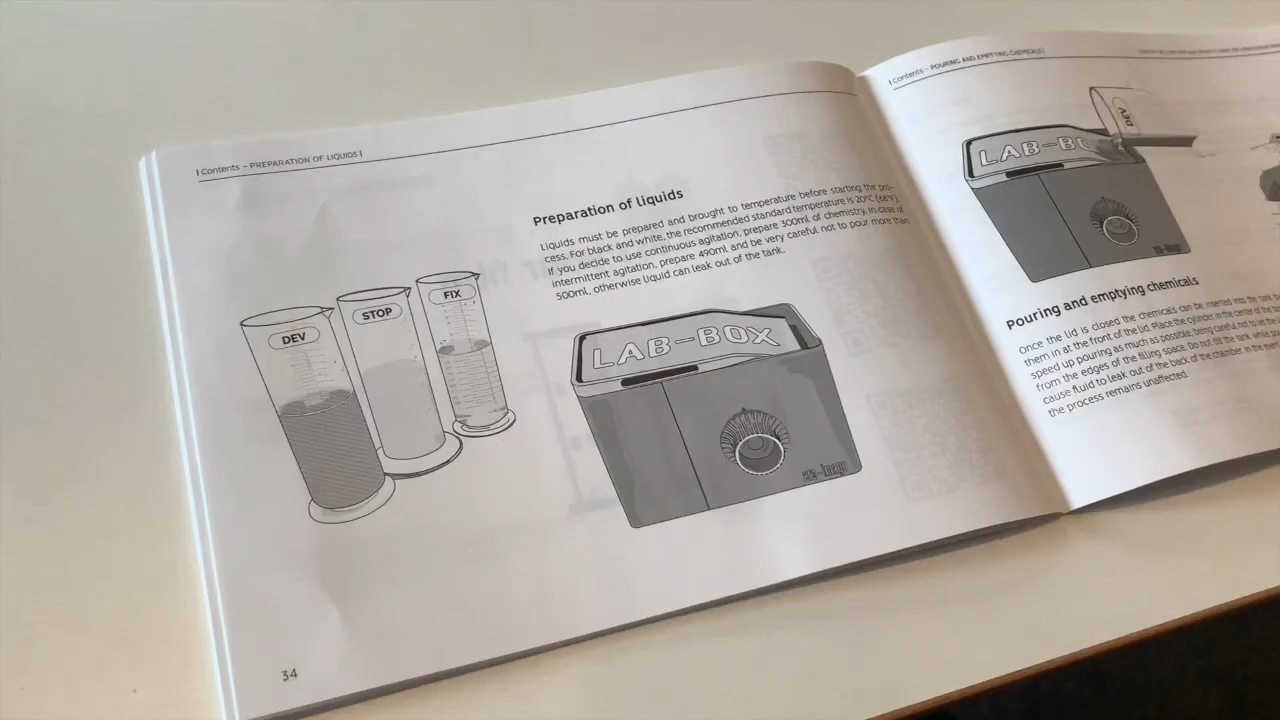 | Contents – PREPARATION OF LIQUIDS |
Preparation of liquids
Liquids must be prepared and brought to temperature before starting the pro-
cess. For black and white, the recommended standard temperature is 20°C (68°F).
If you decide to use continuous agitation, prepare 300ml of chemistry. In case of
intermittent agitation, prepare 490ml and be very careful not to pour more than
500ml, otherwise liquid can leak out of the tank.
DEV
STOP
FIX
LAB-BOX
ars-imago
34
| Contents – POURING AND EMPTYING CHEMICALS |
DEV
LAB-BO
ars-imago
Pouring and emptying chemicals
Once the lid is closed the chemicals can be inserted into the tank
them in at the front of the lid. Place the cylinder in the center of the
speed up pouring as much as possible, being careful not to let the
from the edges of the filling space. Do not tilt the tank
cause fluid to leak out of the back of the chamber. In the
the process remains unaffected.